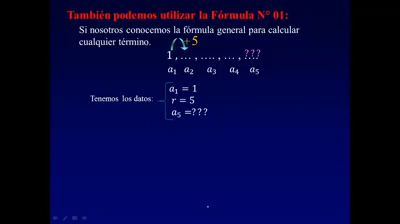 También podemos utilizar la Fórmula N° 01:
Si nosotros conocemos la fórmula general para calcular
cualquier término.
+5
1 , … , …. , … , ….
???
a₁ a₂ a₃ a₄ a₅
Tenemos los datos:
a₁ = 1
r = 5
a₅ =???